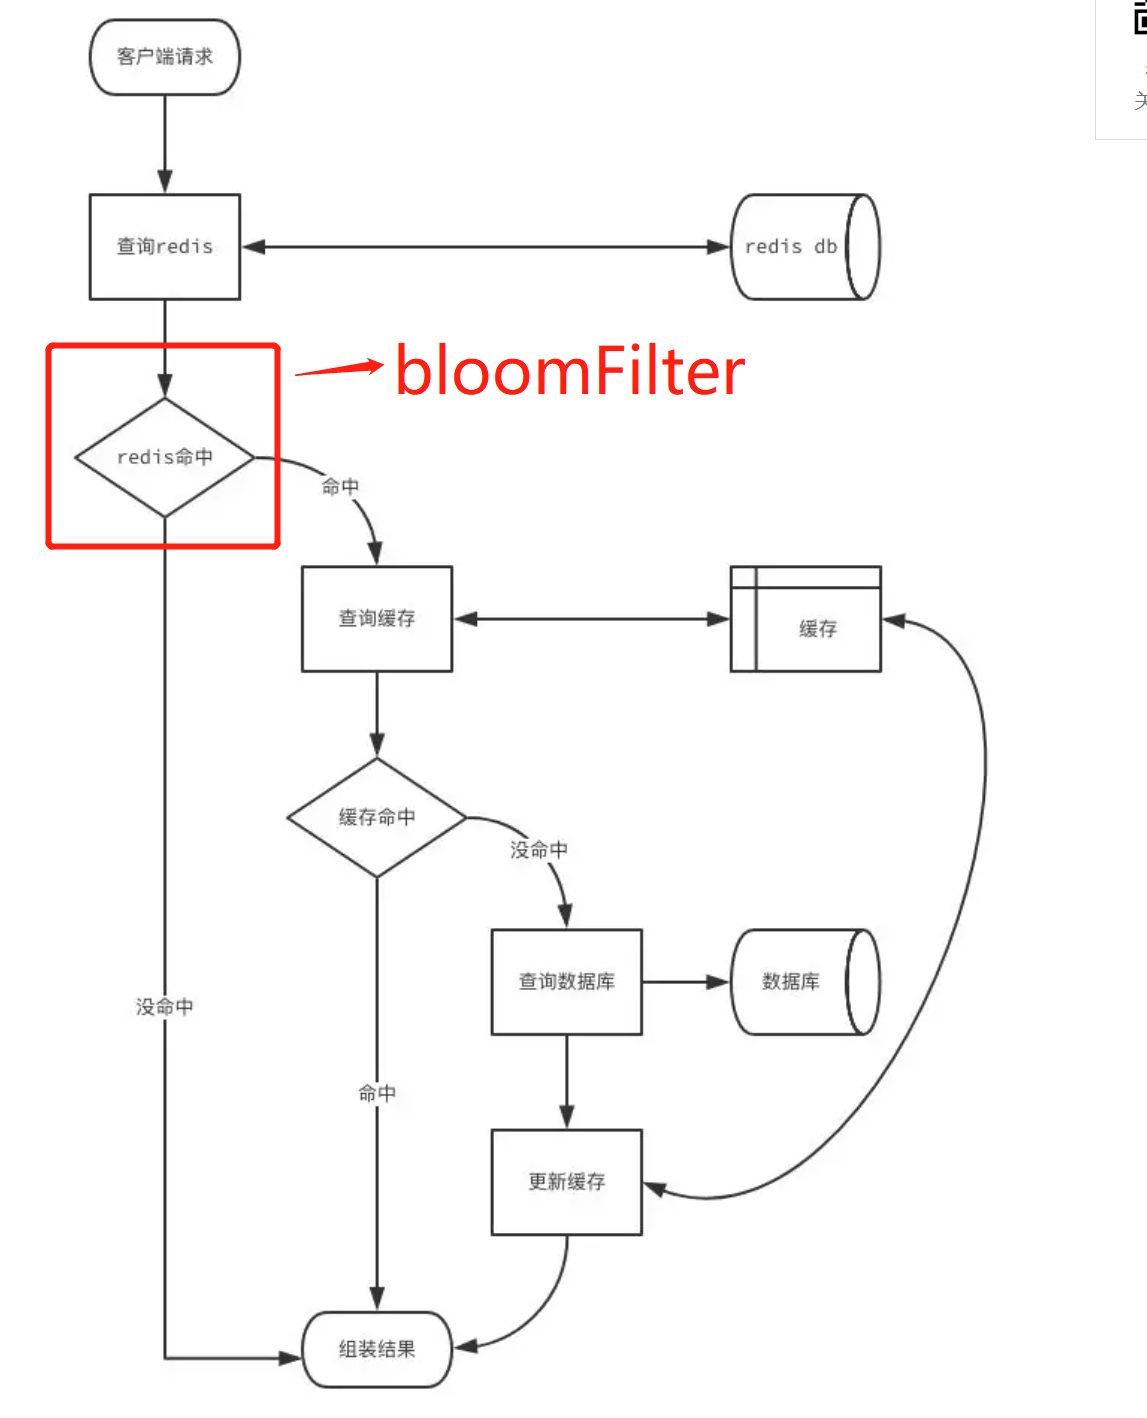 客户端请求
查询redis
redis db
bloomFilter
redis命中
命中
查询缓存
缓存
缓存命中
没命中
查询数据库
数据库
没命中
命中
更新缓存
组装结果
关